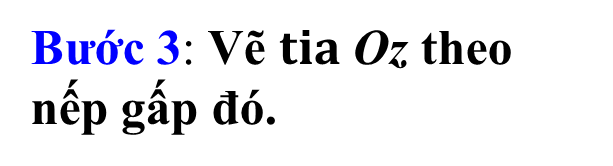 Bước 3: Vẽ tia Oz theo
nếp gấp đó.